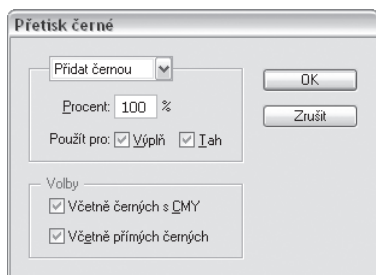 Přetisk černé
Přidat černou
OK
Procent: 100 %
Zrušit
Použít pro: Výplň Tah
Volby
Včetně černých s CMY
Včetně přímých černých